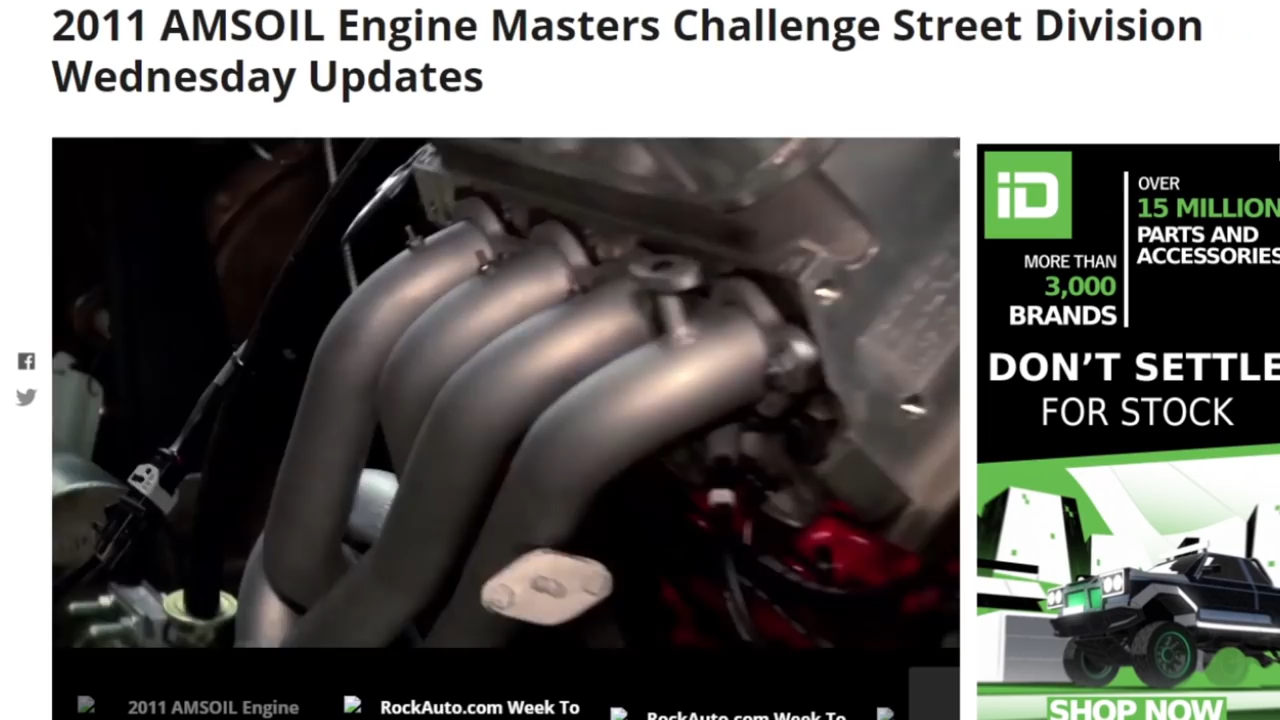 2011 AMSOIL Engine Masters Challenge Street Division
Wednesday Updates
iD
OVER
15 MILLION
PARTS AND
ACCESSORIES
MORE THAN
3,000
BRANDS
DON'T SETTLE
FOR STOCK
SHOP NOW
2011 AMSOIL Engine
RockAuto.com Week To
RockAuto.com Week To